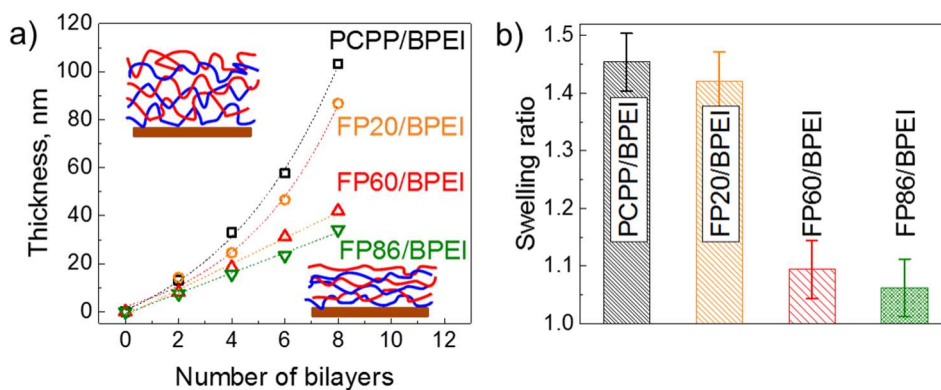 a)
120
100
80
60
40
20
0
Thickness, nm
PCPP/BPEI
FP20/BPEI
FP60/BPEI
FP86/BPEI
0 2 4 6 8 10 12
Number of bilayers
b)
1.5
1.4
1.3
1.2
1.1
1.0
Swelling ratio
PCPP/BPEI
FP20/BPEI
FP60/BPEI
FP86/BPEI